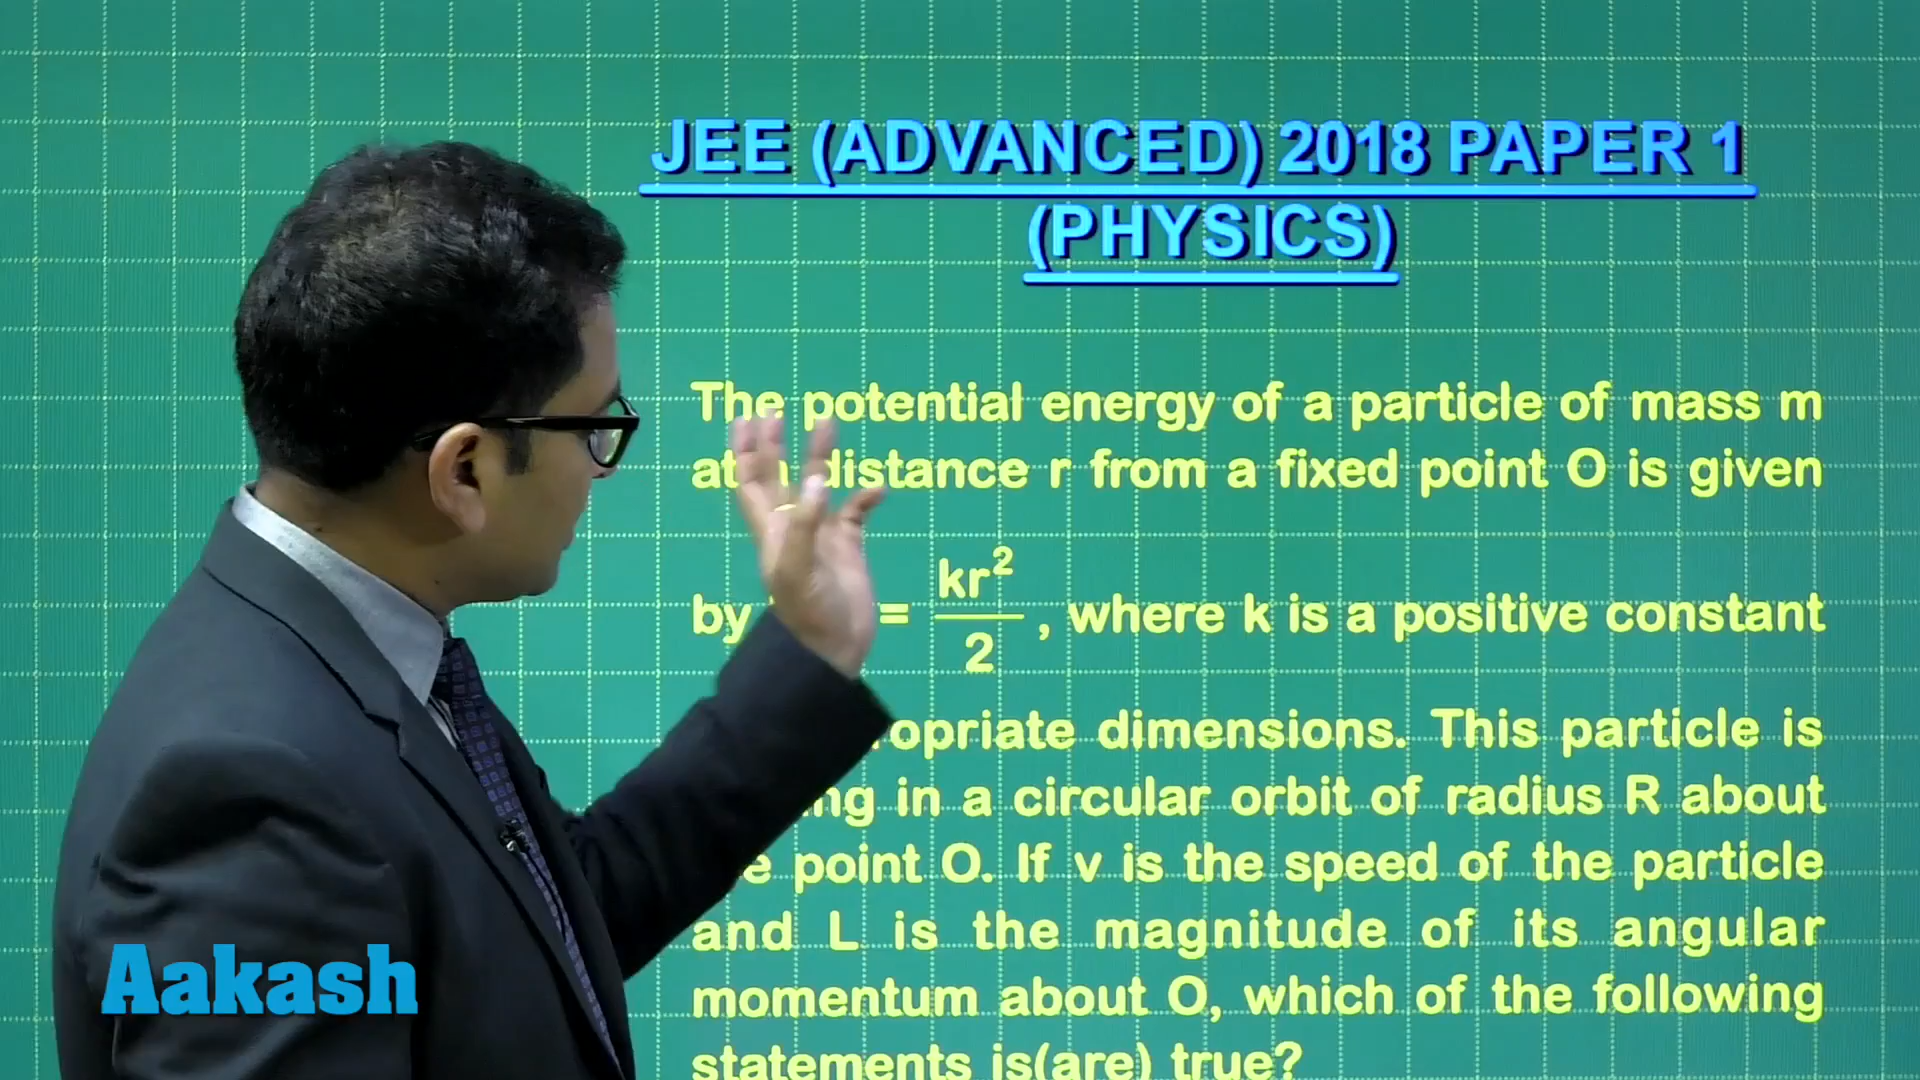 JEE (ADVANCED) 2018 PAPER 1
(PHYSICS)
The potential energy of a particle of mass m
at distance r from a fixed point O is given
by = kr²/2, where k is a positive constant
dimensions. This particle is
in a circular orbit of radius R about
point O. If v is the speed of the particle
and L is the magnitude of its angular
momentum about O, which of the following
statements is(are) true?
Aakash